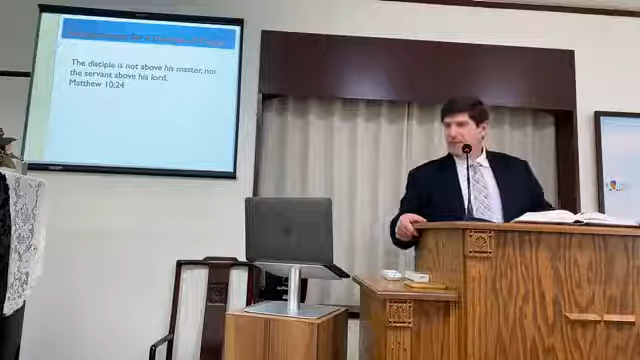 The disciple is not above his master, nor
the servant above his lord.
Matthew 10:24